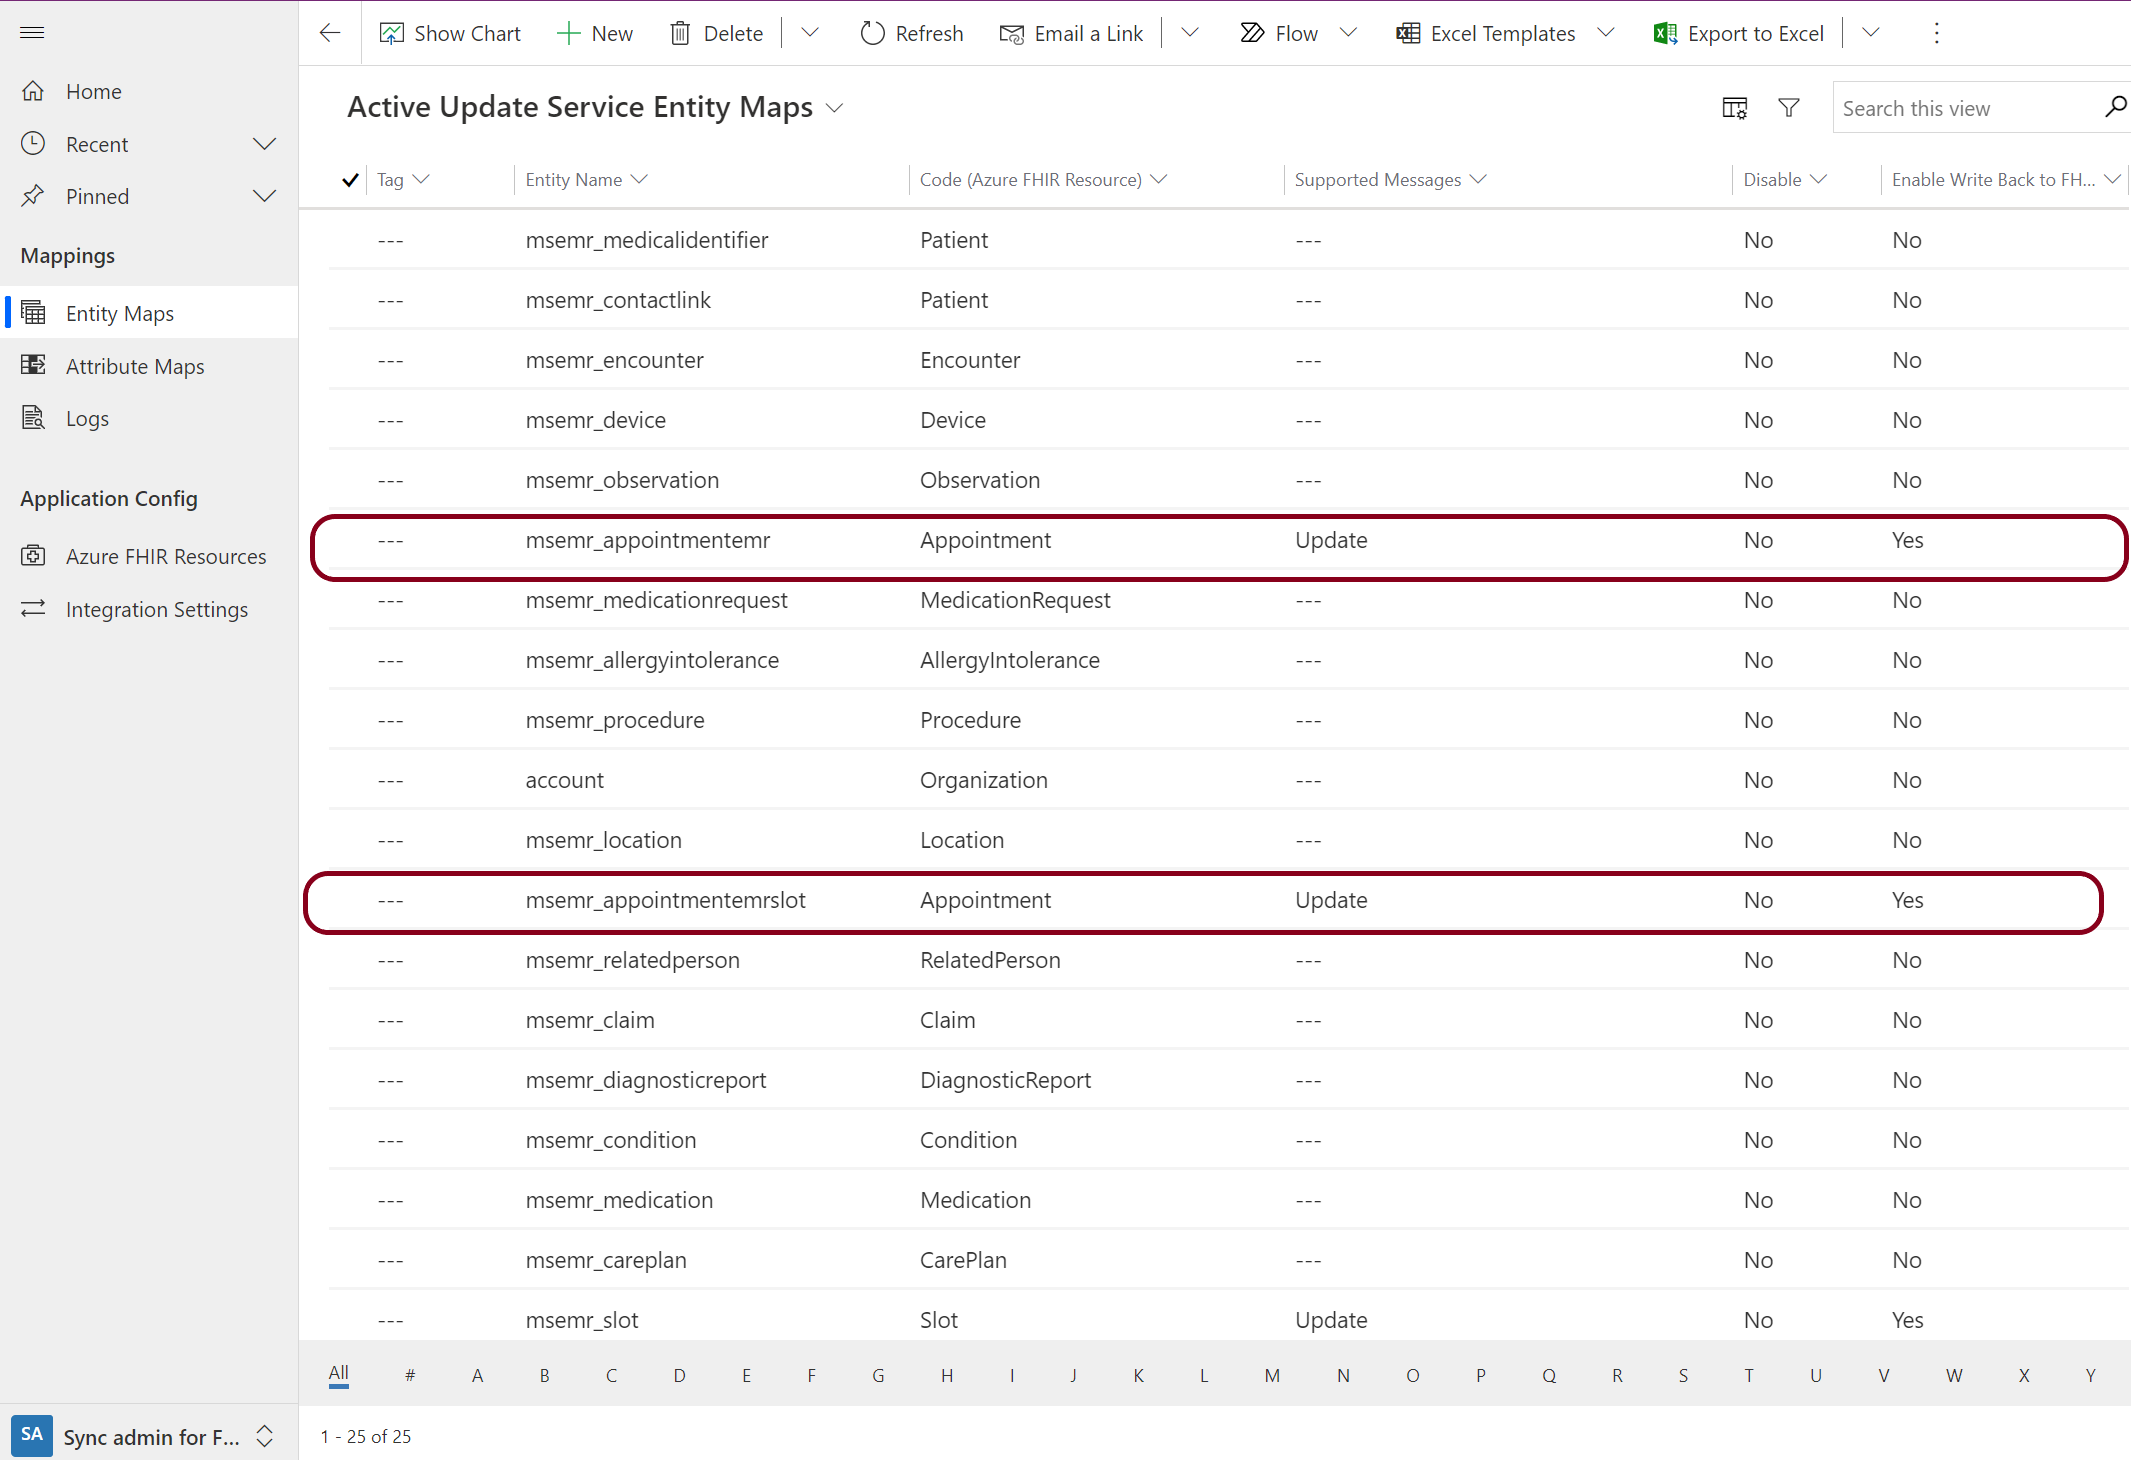 Show Chart New Delete Refresh Email a Link Flow Excel Templates Export to Excel
Home
Recent
Pinned
Mappings
Entity Maps
Attribute Maps
Logs
Application Config
Azure FHIR Resources
Integration Settings
SA Sync admin for F...
Active Update Service Entity Maps
Search this view
Tag Entity Name Code (Azure FHIR Resource) Supported Messages Disable Enable Write Back to FH...
--- msemr_medicalidentifier Patient --- No No
--- msemr_contactlink Patient --- No No
--- msemr_encounter Encounter --- No No
--- msemr_device Device --- No No
--- msemr_observation Observation --- No No
--- msemr_appointmentemr Appointment Update No Yes
--- msemr_medicationrequest MedicationRequest --- No No
--- msemr_allergyintolerance AllergyIntolerance --- No No
--- msemr_procedure Procedure --- No No
--- account Organization --- No No
--- msemr_location Location --- No No
--- msemr_appointmentemrslot Appointment Update No Yes
--- msemr_relatedperson RelatedPerson --- No No
--- msemr_claim Claim --- No No
--- msemr_diagnosticreport DiagnosticReport --- No No
--- msemr_condition Condition --- No No
--- msemr_medication Medication --- No No
--- msemr_careplan CarePlan --- No No
--- msemr_slot Slot Update No Yes
All # A B C D E F G H I J K L M N O P Q R S T U V W X Y
1 - 25 of 25